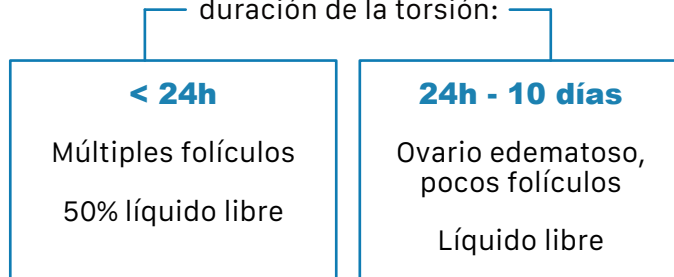 duración de la torsión:
< 24h
Múltiples folículos
50% líquido libre
24h - 10 días
Ovario edematoso,
pocos folículos
Líquido libre